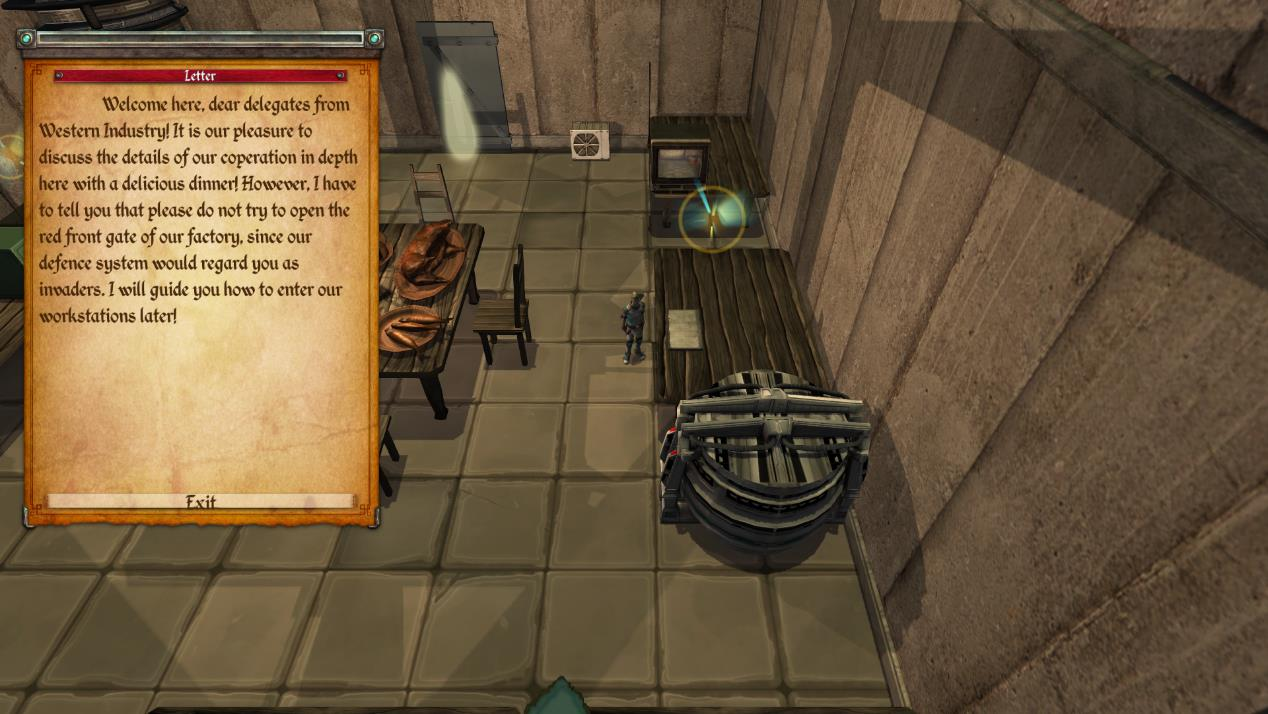 Letter
Welcome here, dear delegates from
Western Industry! It is our pleasure to
discuss the details of our coperation in depth
here with a delicious dinner! However, I have
to tell you that please do not try to open the
red front gate of our factory, since our
defence system would regard you as
invaders. I will guide you how to enter our
workstations later!
Exit